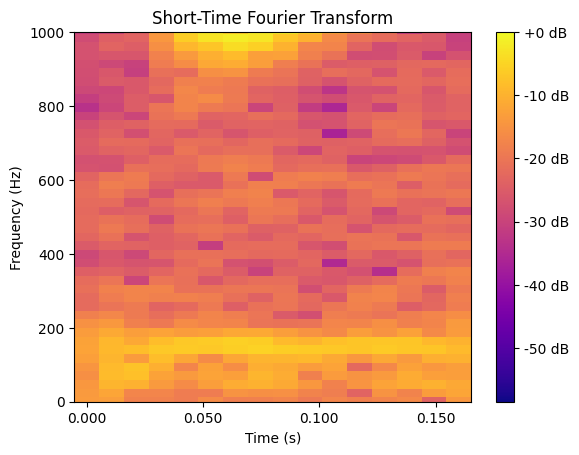 Short-Time Fourier Transform
1000
800
600
400
200
0
Frequency (Hz)
0.000
0.050
0.100
0.150
Time (s)
+0 dB
-10 dB
-20 dB
-30 dB
-40 dB
-50 dB